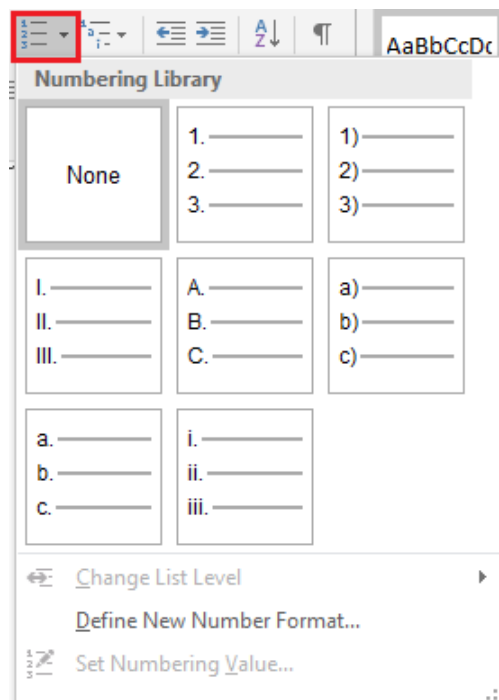 AaBbCcDc
Numbering Library
None
1.
2.
3.
1)
2)
3)
I.
II.
III.
A.
B.
C.
a)
b)
c)
a.
b.
c.
i.
ii.
iii.
Change List Level
Define New Number Format...
Set Numbering Value...